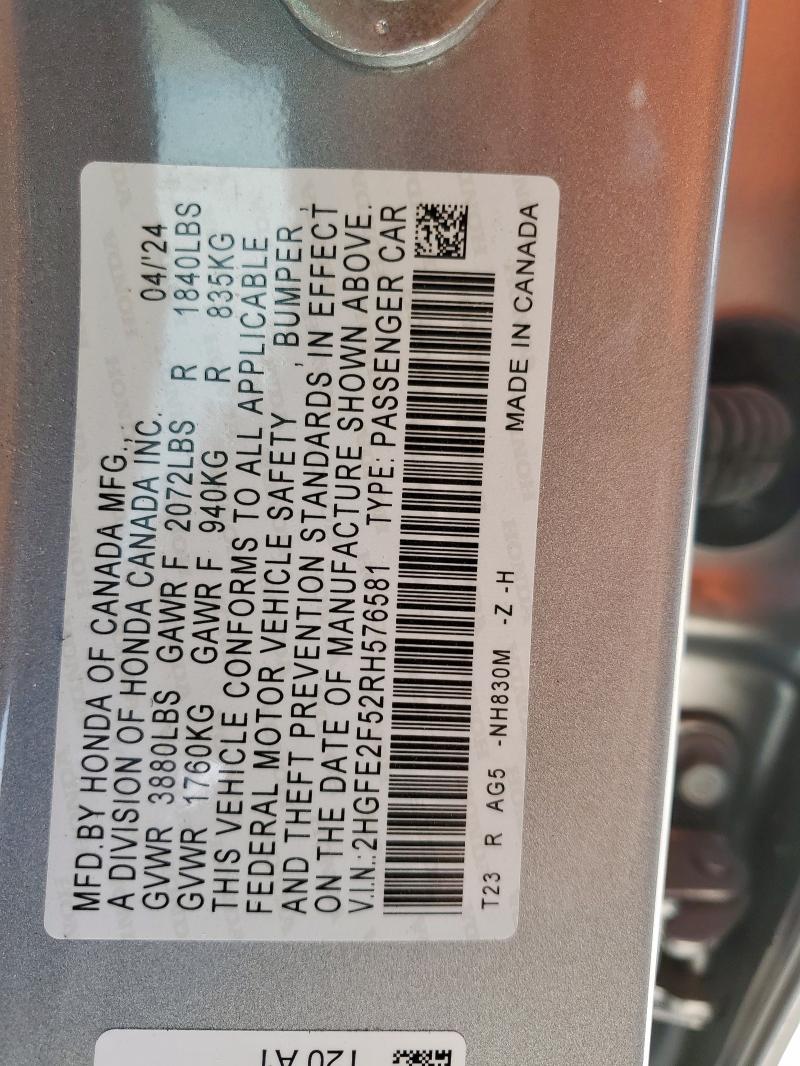 MFD.BY HONDA OF CANADA MFG.,
A DIVISION OF HONDA CANADA INC. 04/'24
GVWR 3880LBS GAWR F 2072LBS R 1840LBS
GVWR 1760KG GAWR F 940KG R 835KG
THIS VEHICLE CONFORMS TO ALL APPLICABLE
FEDERAL MOTOR VEHICLE SAFETY , BUMPER ,
AND THEFT PREVENTION STANDARDS IN EFFECT
ON THE DATE OF MANUFACTURE SHOWN ABOVE.
V.I.N.:2HGFE2F52RH576581 TYPE: PASSENGER CAR
T23 R AG5 -NH830M -Z -H MADE IN CANADA